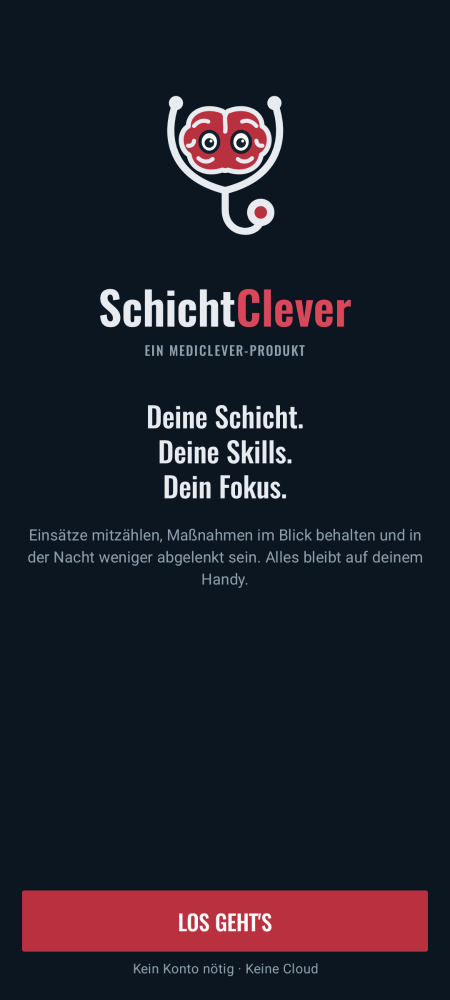 SchichtClever
EIN MEDICLEVER-PRODUKT
Deine Schicht.
Deine Skills.
Dein Fokus.
Einsätze mitzählen, Maßnahmen im Blick behalten und in
der Nacht weniger abgelenkt sein. Alles bleibt auf deinem
Handy.
LOS GEHT'S
Kein Konto nötig · Keine Cloud